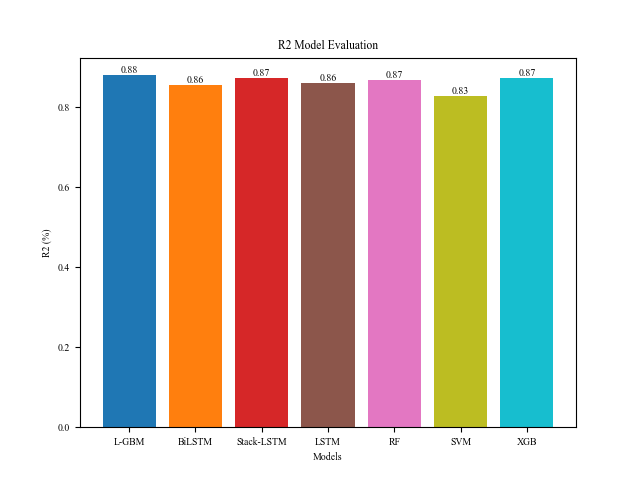 R2 Model Evaluation
0.88
0.86
0.87
0.86
0.87
0.83
0.87
0.8
0.6
0.4
0.2
0.0
R2 (%)
L-GBM
BiLSTM
Stack-LSTM
LSTM
RF
SVM
XGB
Models